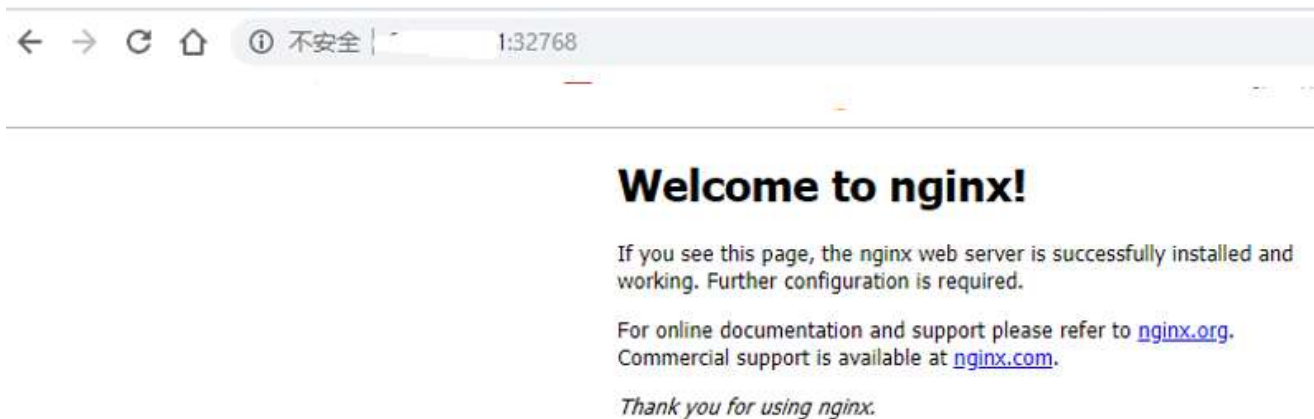 不安全 1:32768
Welcome to nginx!
If you see this page, the nginx web server is successfully installed and
working. Further configuration is required.
For online documentation and support please refer to nginx.org.
Commercial support is available at nginx.com.
Thank you for using nginx.